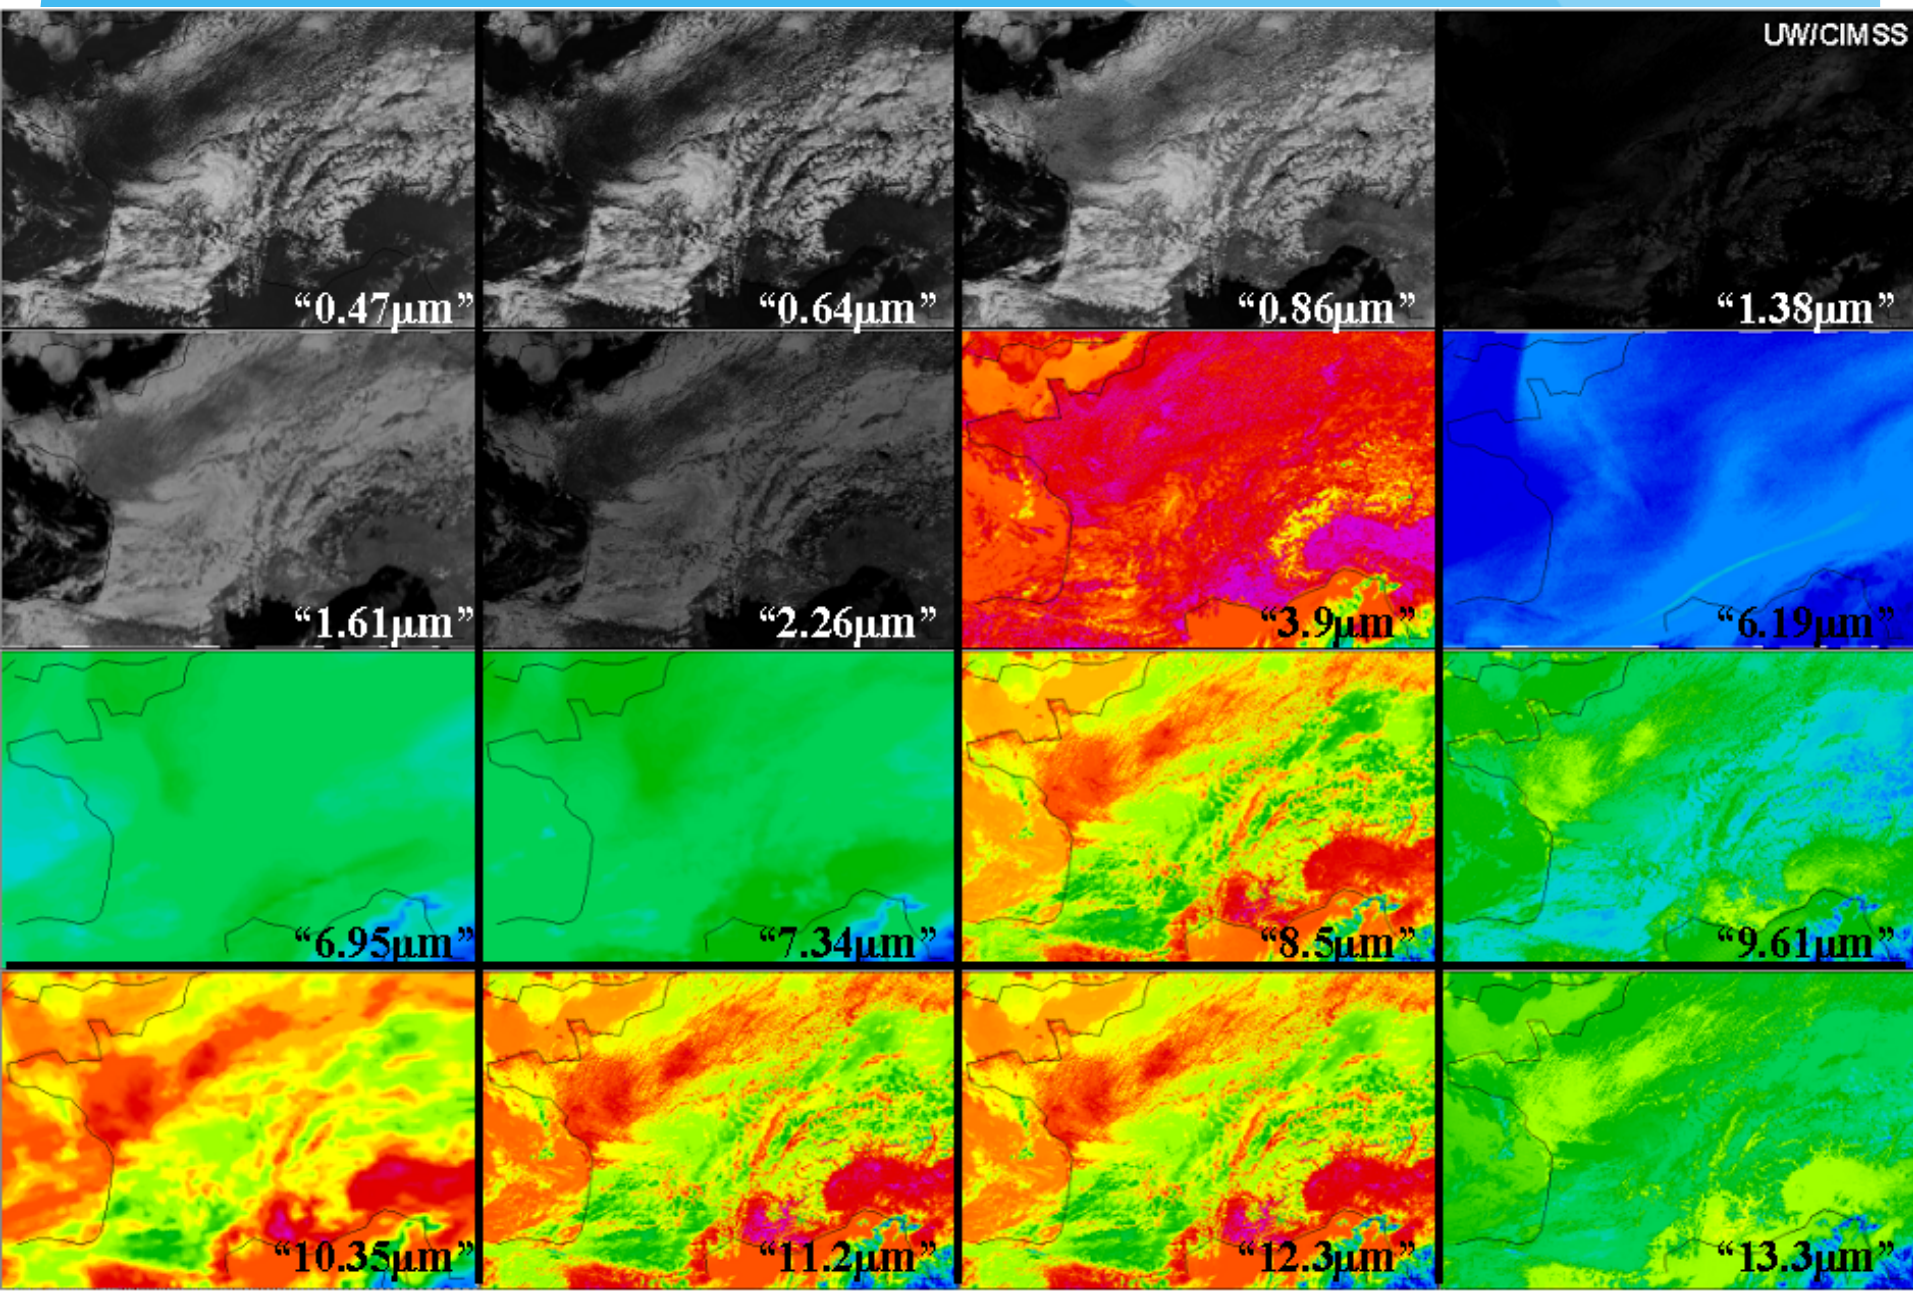 UW/CIMSS
“0.47µm”
“0.64µm”
“0.86µm”
“1.38µm”
“1.61µm”
“2.26µm”
“3.9µm”
“6.19µm”
“6.95µm”
“7.34µm”
“8.5µm”
“9.61µm”
“10.35µm”
“11.2µm”
“12.3µm”
“13.3µm”